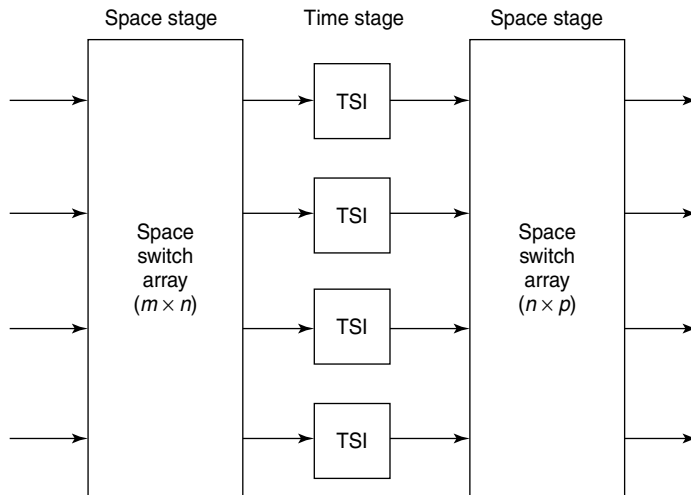 Space stage
Time stage
Space stage
TSI
TSI
TSI
TSI
Space
switch
array
(m × n)
Space
switch
array
(n × p)